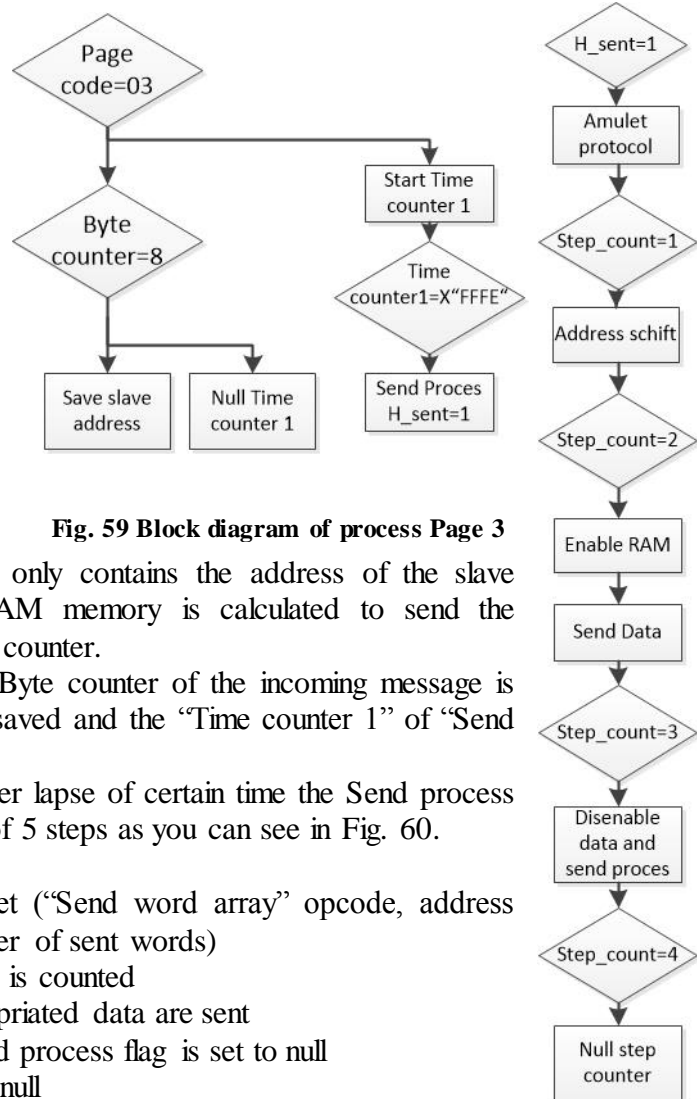 Page
code=03
Byte
counter=8
Save slave
address
Null Time
counter 1
Start Time
counter 1
Time
counter1=X“FFFE“
Send Proces
H_sent=1
Fig. 59 Block diagram of process Page 3
only contains the address of the slave
AM memory is calculated to send the
counter.
Byte counter of the incoming message is
saved and the “Time counter 1” of “Send
er lapse of certain time the Send process
of 5 steps as you can see in Fig. 60.
et (“Send word array” opcode, address
er of sent words)
is counted
priated data are sent
d process flag is set to null
null
H_sent=1
Amulet
protocol
Step_count=1
Address schift
Step_count=2
Enable RAM
Send Data
Step_count=3
Disenable
data and
send proces
Step_count=4
Null step
counter